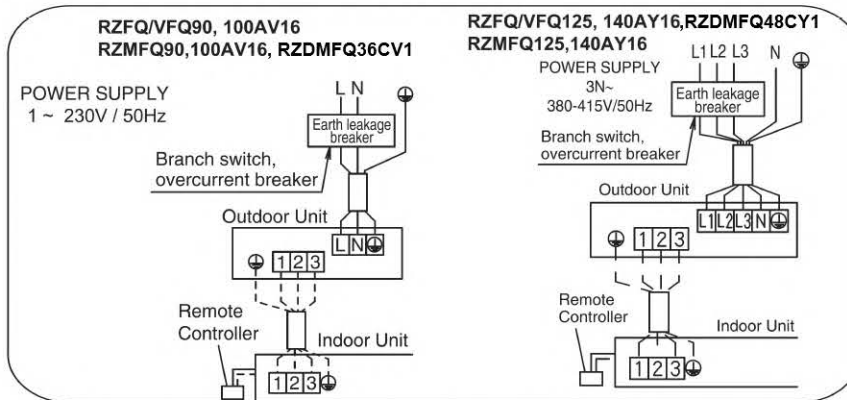 RZFQ/VFQ90, 100AV16
RZMFQ90,100AV16, RZDMFQ36CV1
POWER SUPPLY
1 ~ 230V / 50Hz
L N
Earth leakage
breaker
Branch switch,
overcurrent breaker
Outdoor Unit
L N
1 2 3
Remote
Controller
Indoor Unit
1 2 3
RZFQ/VFQ125, 140AY16,RZDMFQ48CY1
RZMFQ125,140AY16
L1 L2 L3 N
POWER SUPPLY
3N~
380-415V/50Hz
Earth leakage
breaker
Branch switch,
overcurrent breaker
Outdoor Unit
L1 L2 L3 N
1 2 3
Remote
Controller
Indoor Unit
1 2 3